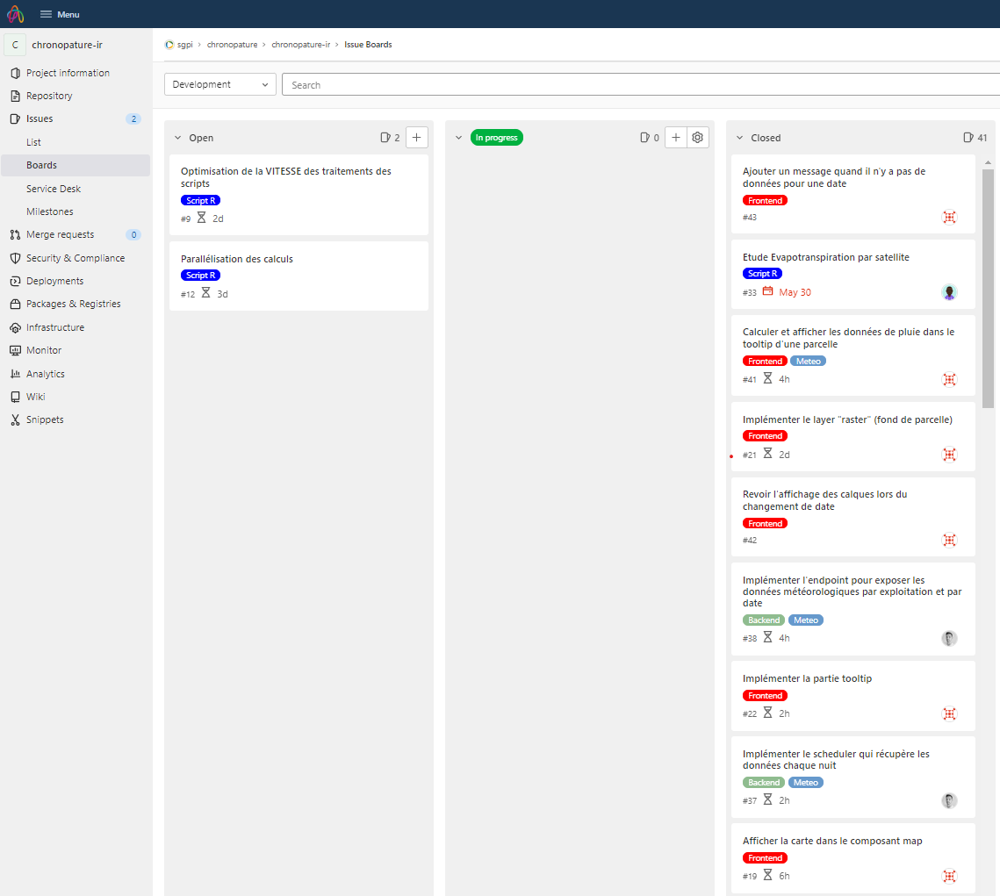 Menu
C chronopature-ir
Project information
Repository
Issues 2
List
Boards
Service Desk
Milestones
Merge requests 0
Security & Compliance
Deployments
Packages & Registries
Infrastructure
Monitor
Analytics
Wiki
Snippets
sgpi > chronopature > chronopature-ir > Issue Boards
Development
Search
Open 2
Optimisation de la VITESSE des traitements des
scripts
Script R
#9 2d
Parallélisation des calculs
Script R
#12 3d
In progress 0
Closed 41
Ajouter un message quand il n'y a pas de
données pour une date
Frontend
#43
Etude Evapotranspiration par satellite
Script R
#33 May 30
Calculer et afficher les données de pluie dans le
tooltip d'une parcelle
Frontend Meteo
#41 4h
Implémenter le layer "raster" (fond de parcelle)
Frontend
#21 2d
Revoir l'affichage des calques lors du
changement de date
Frontend
#42
Implémenter l'endpoint pour exposer les
données météorologiques par exploitation et par
date
Backend Meteo
#38 4h
Implémenter la partie tooltip
Frontend
#22 2h
Implémenter le scheduler qui récupère les
données chaque nuit
Backend Meteo
#37 2h
Afficher la carte dans le composant map
Frontend
#19 6h